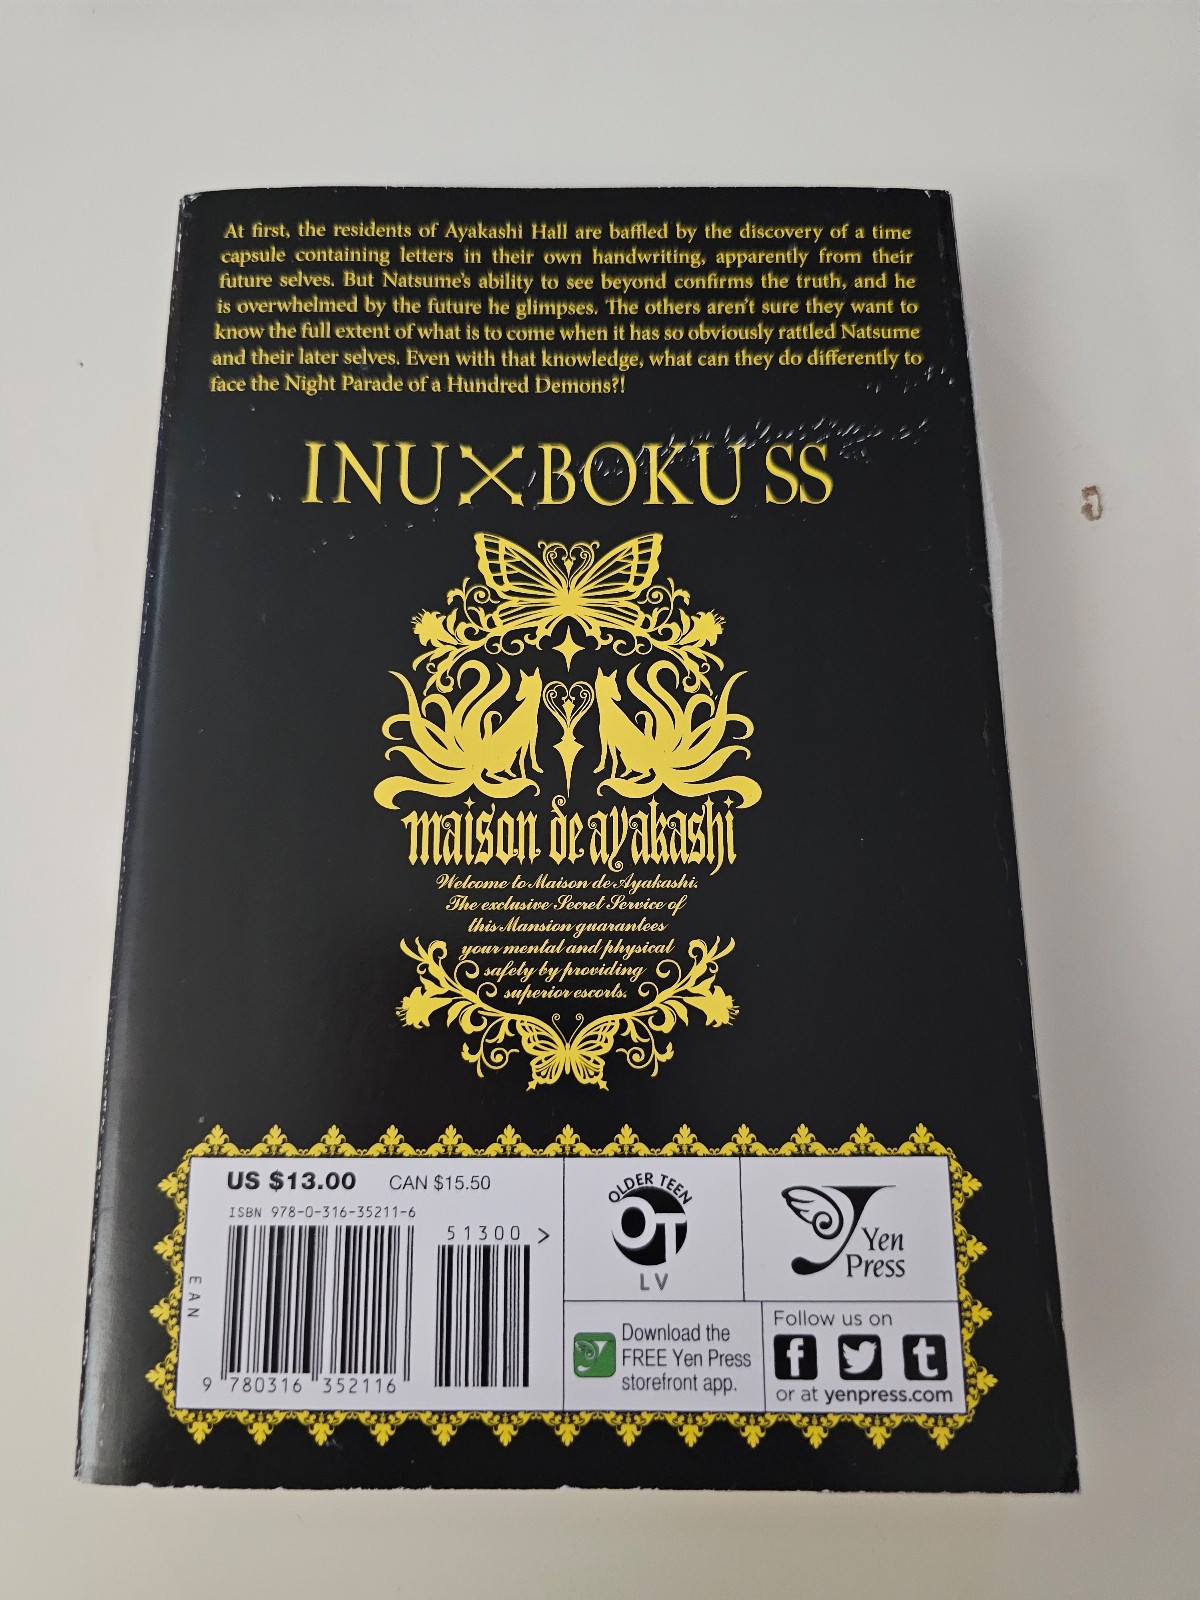 At first, the residents of Ayakashi Hall are baffled by the discovery of a time
capsule containing letters in their own handwriting, apparently from their
future selves. But Natsume's ability to see beyond confirms the truth, and he
is overwhelmed by the future he glimpses. The others aren't sure they want to
know the full extent of what is to come when it has so obviously rattled Natsume
and their later selves. Even with that knowledge, what can they do differently to
face the Night Parade of a Hundred Demons?!
INU×BOKU SS
maison de ayakashi
Welcome to Maison de Ayakashi.
The exclusive Secret Service of
this Mansion guarantees
your mental and physical
safety by providing
superior escorts.
US $13.00 CAN $15.50
ISBN 978-0-316-35211-6
51300 >
EAN
9 780316 352116
OLDER TEEN
OT
LV
Yen
Press
Download the
FREE Yen Press
storefront app.
Follow us on
f t
or at yenpress.com